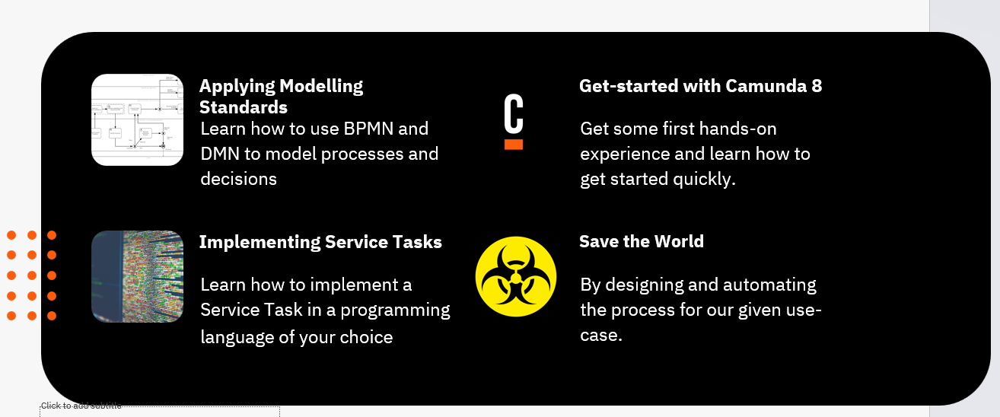 Applying Modelling
Standards
Learn how to use BPMN and
DMN to model processes and
decisions
C
Get-started with Camunda 8
Get some first hands-on
experience and learn how to
get started quickly.
Implementing Service Tasks
Learn how to implement a
Service Task in a programming
language of your choice
Save the World
By designing and automating
the process for our given use-
case.
Click to add subtitle